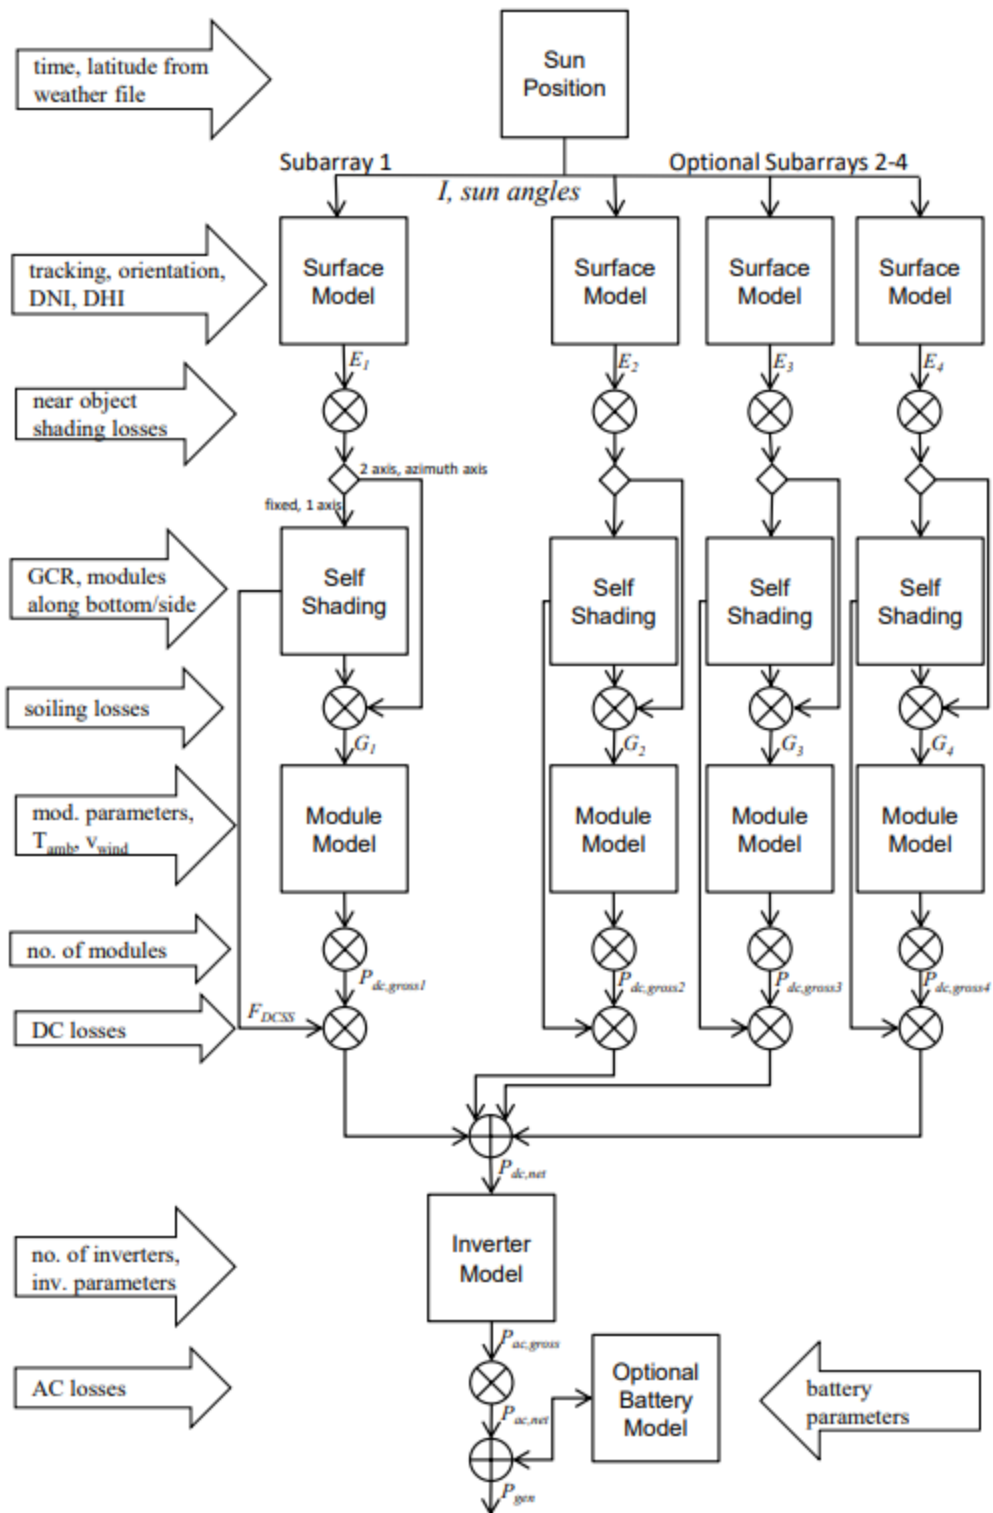 Sun
Position
time, latitude from
weather file
Subarray 1
Optional Subarrays 2-4
I, sun angles
tracking, orientation,
DNI, DHI
Surface
Model
Surface
Model
Surface
Model
Surface
Model
E1
E2
E3
E4
near object
shading losses
2 axis, azimuth axis
fixed, 1 axis
GCR, modules
along bottom/side
Self
Shading
Self
Shading
Self
Shading
Self
Shading
soiling losses
G1
G2
G3
G4
mod. parameters,
Tamb, vwind
Module
Model
Module
Model
Module
Model
Module
Model
no. of modules
Pdc,gross1
Pdc,gross2
Pdc,gross3
Pdc,gross4
DC losses
FDCSS
Pdc,net
no. of inverters,
inv. parameters
Inverter
Model
Pac,gross
AC losses
Optional
Battery
Model
battery
parameters
Pac,net
Pgen